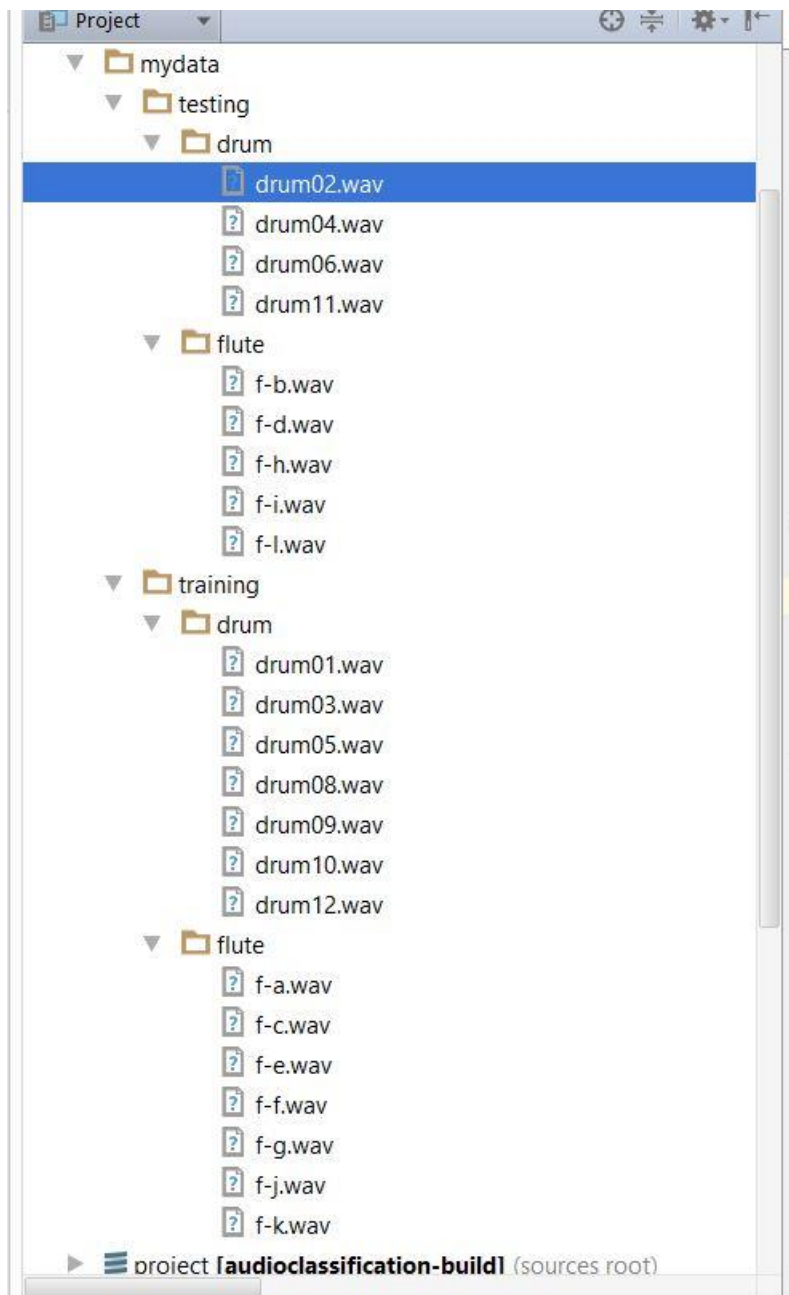 Project
mydata
testing
drum
drum02.wav
drum04.wav
drum06.wav
drum11.wav
flute
f-b.wav
f-d.wav
f-h.wav
f-i.wav
f-l.wav
training
drum
drum01.wav
drum03.wav
drum05.wav
drum08.wav
drum09.wav
drum10.wav
drum12.wav
flute
f-a.wav
f-c.wav
f-e.wav
f-f.wav
f-g.wav
f-j.wav
f-k.wav
project [audioclassification-build] (sources root)